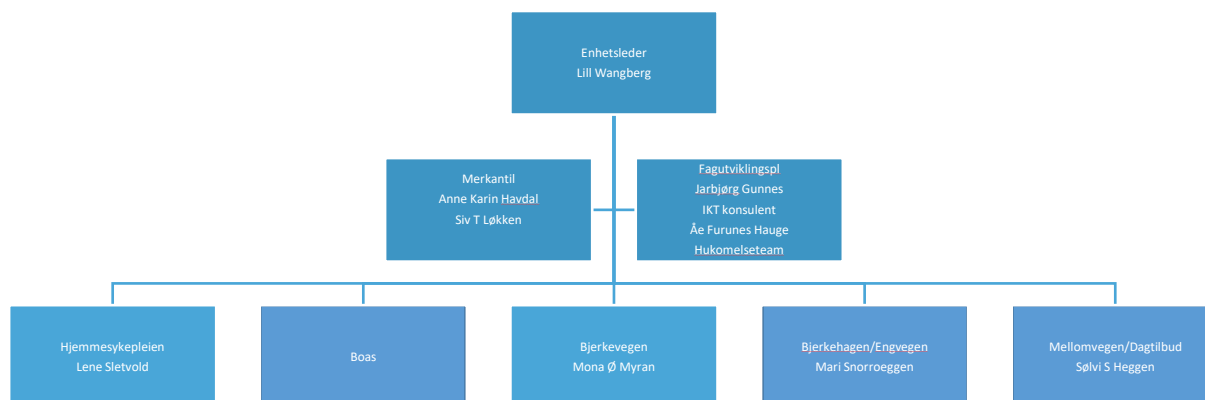 Enhetsleder
Lill Wangberg
Merkantil
Anne Karin Havdal
Siv T Løkken
Fagutviklingspl
Jarbjørg Gunnes
IKT konsulent
Åe Furunes Hauge
Hukomelseteam
Hjemmesykepleien
Lene Sletvold
Boas
Bjerkevegen
Mona Ø Myran
Bjerkehagen/Engvegen
Mari Snorroeggen
Mellomvegen/Dagtilbud
Sølvi S Heggen